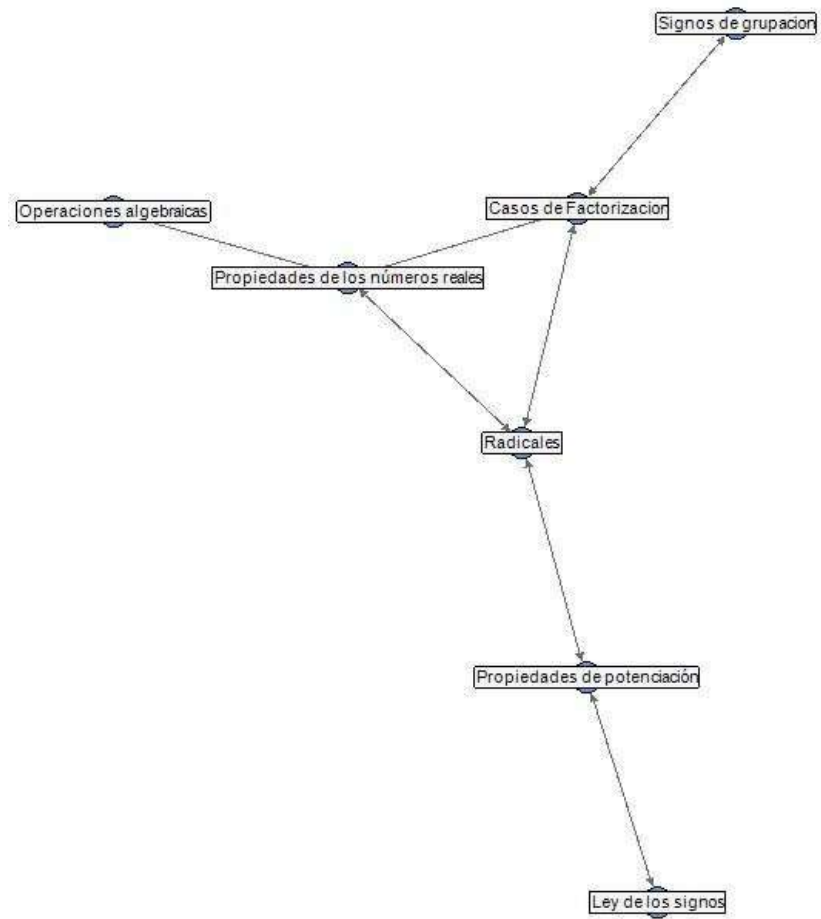 Signos de grupacion
Operaciones algebraicas
Casos de Factorizacion
Propiedades de los números reales
Radicales
Propiedades de potenciación
Ley de los signos